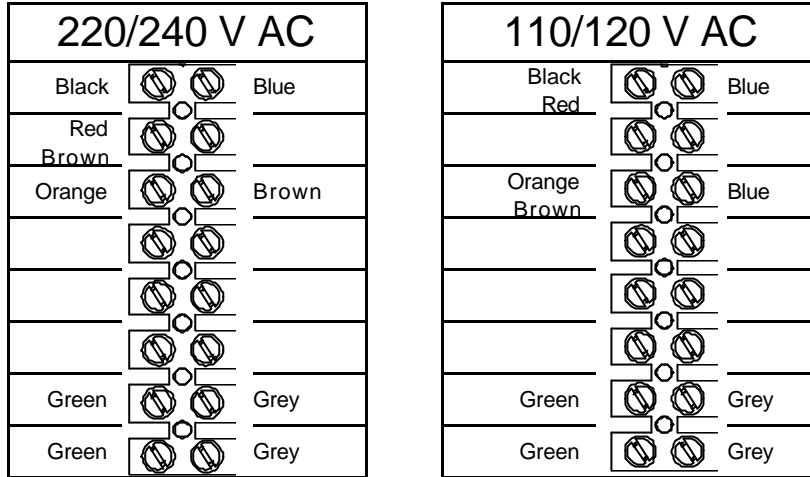 220/240 V AC
Black Blue
Red
Brown
Orange Brown
Green Grey
Green Grey
110/120 V AC
Black Blue
Red
Orange Blue
Brown
Green Grey
Green Grey